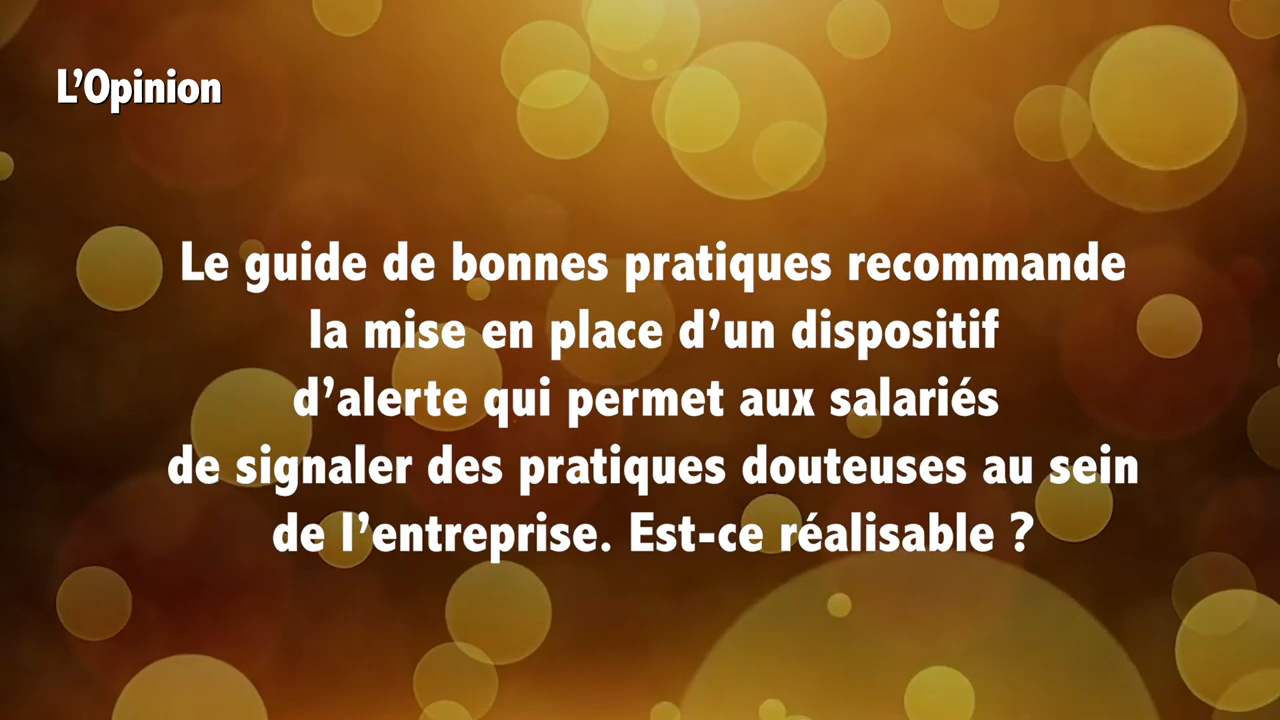 L’Opinion
Le guide de bonnes pratiques recommande
la mise en place d’un dispositif
d’alerte qui permet aux salariés
de signaler des pratiques douteuses au sein
de l’entreprise. Est-ce réalisable ?